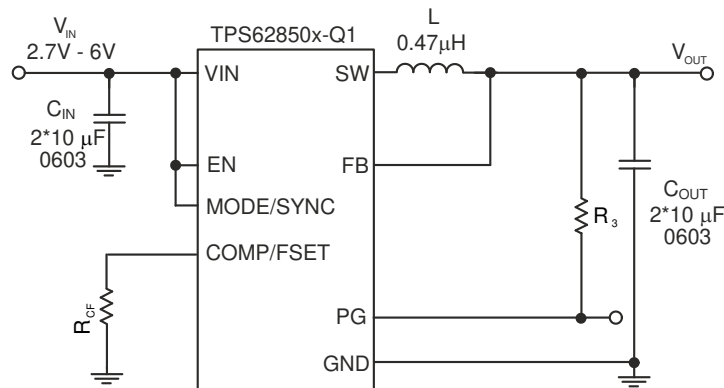 TPS62850x-Q1
V_IN
2.7V - 6V
L
0.47μH
V_OUT
VIN
SW
C_IN
2*10 μF
0603
EN
FB
MODE/SYNC
COMP/FSET
R_3
C_OUT
2*10 μF
0603
R_CF
PG
GND